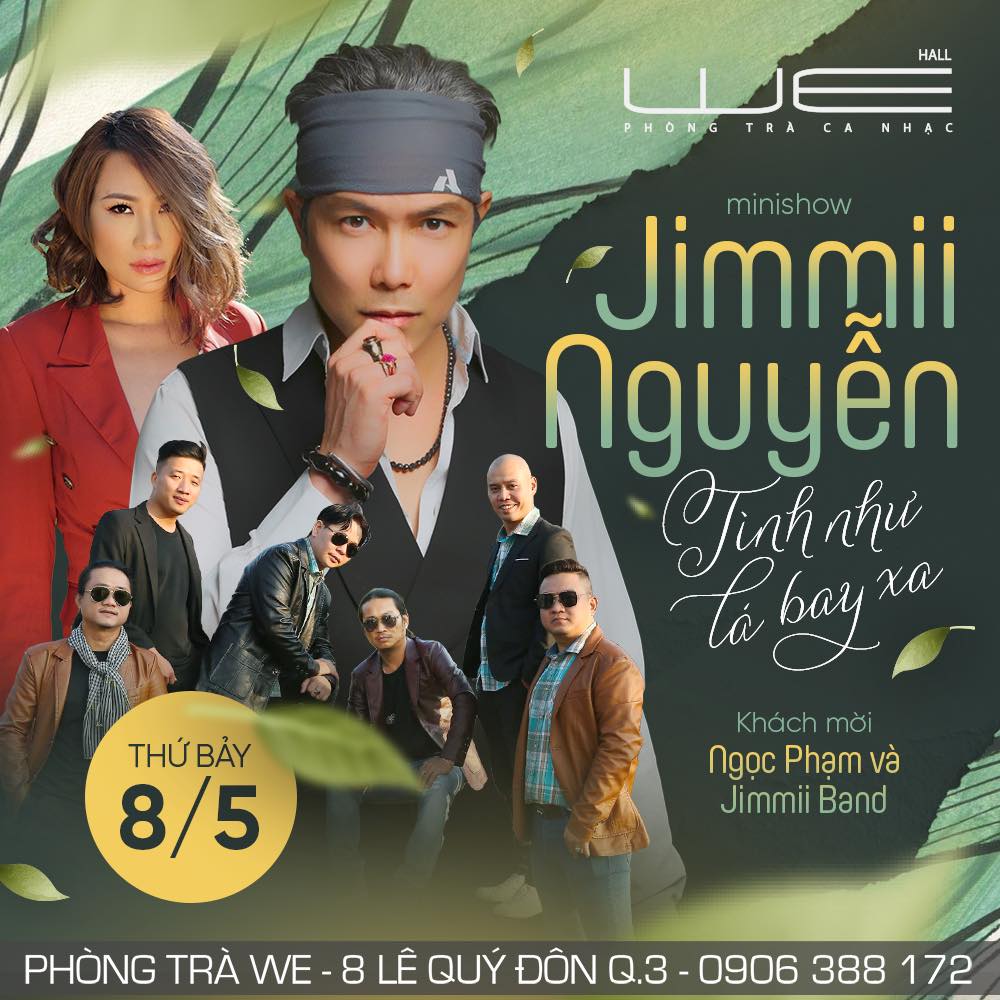 WE HALL
PHÒNG TRÀ CA NHẠC
minishow
Jimmii
Nguyễn
Tình như
lá bay xa
Khách mời
Ngọc Phạm và
Jimmii Band
THỨ BẢY
8/5
PHÒNG TRÀ WE - 8 LÊ QUÝ ĐÔN Q.3 - 0906 388 172